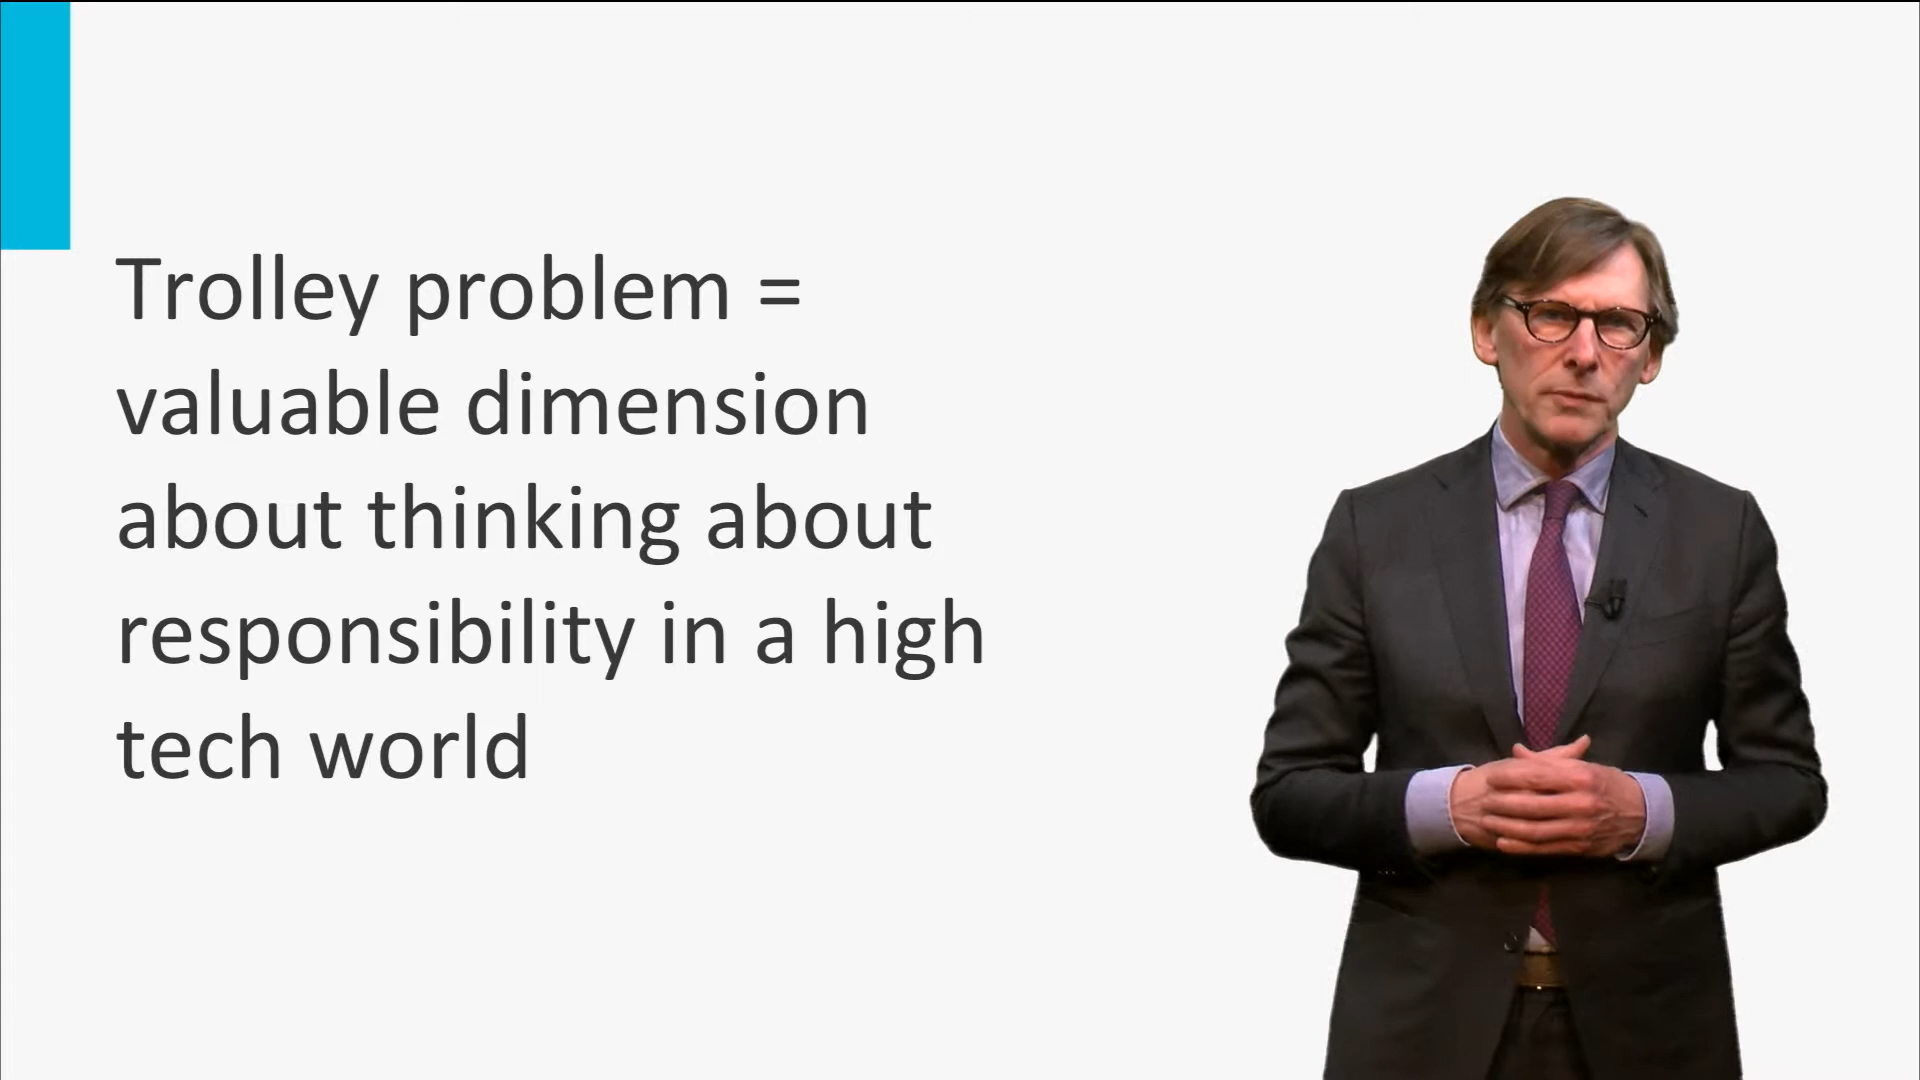 Trolley problem =
valuable dimension
about thinking about
responsibility in a high
tech world